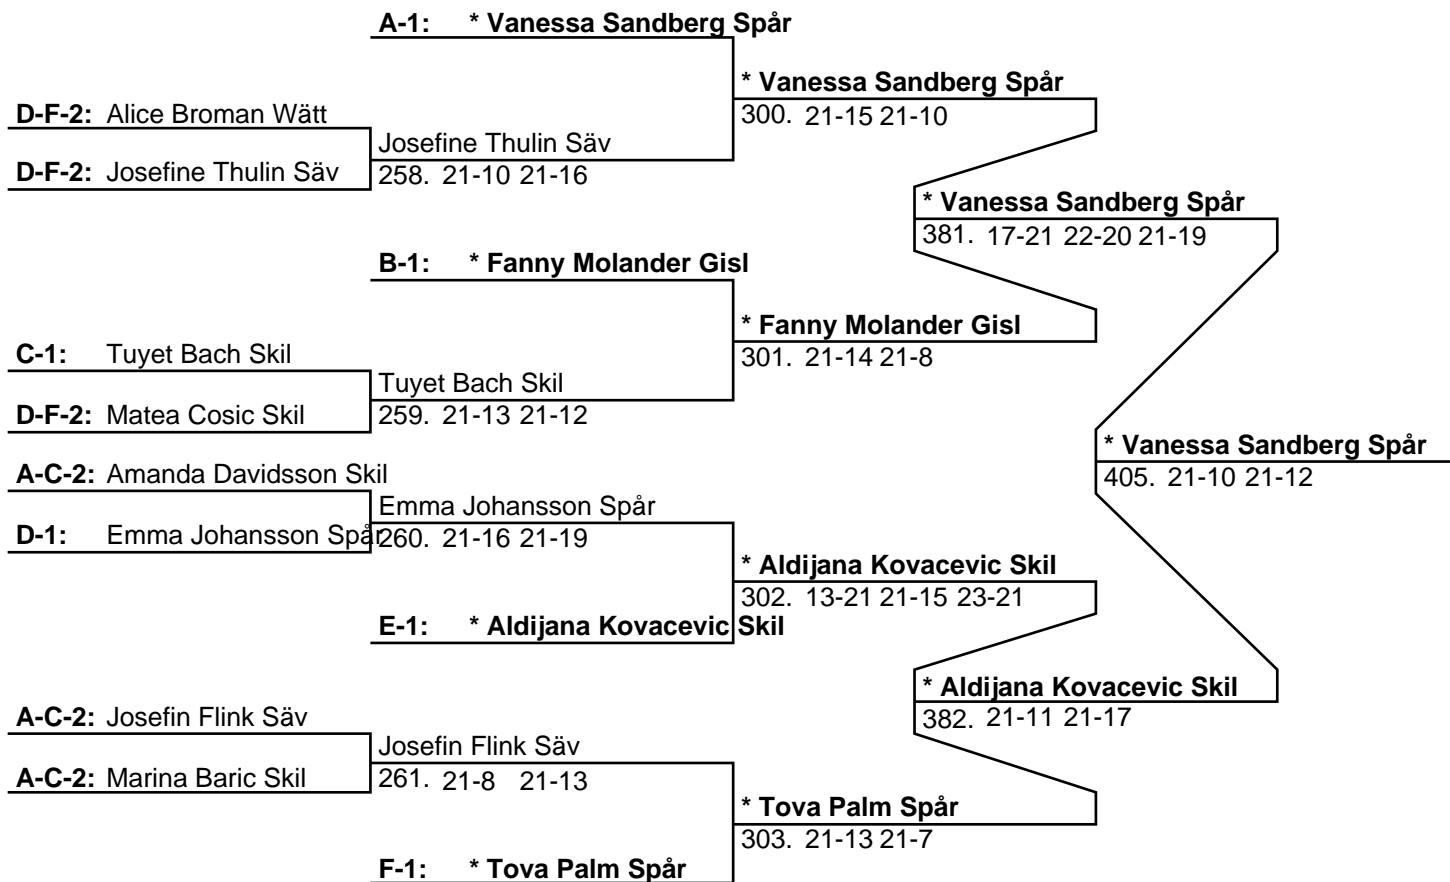 A-1: * Vanessa Sandberg Spår
* Vanessa Sandberg Spår
300. 21-15 21-10
D-F-2: Alice Broman Wätt
Josefine Thulin Säv
D-F-2: Josefine Thulin Säv
258. 21-10 21-16
* Vanessa Sandberg Spår
381. 17-21 22-20 21-19
B-1: * Fanny Molander Gisl
* Fanny Molander Gisl
301. 21-14 21-8
C-1: Tuyet Bach Skil
Tuyet Bach Skil
D-F-2: Matea Cosic Skil
259. 21-13 21-12
* Vanessa Sandberg Spår
405. 21-10 21-12
A-C-2: Amanda Davidsson Skil
Emma Johansson Spår
D-1: Emma Johansson Spår
260. 21-16 21-19
* Aldijana Kovacevic Skil
302. 13-21 21-15 23-21
E-1: * Aldijana Kovacevic Skil
* Aldijana Kovacevic Skil
382. 21-11 21-17
A-C-2: Josefin Flink Säv
Josefin Flink Säv
A-C-2: Marina Baric Skil
261. 21-8 21-13
* Tova Palm Spår
303. 21-13 21-7
F-1: * Tova Palm Spår